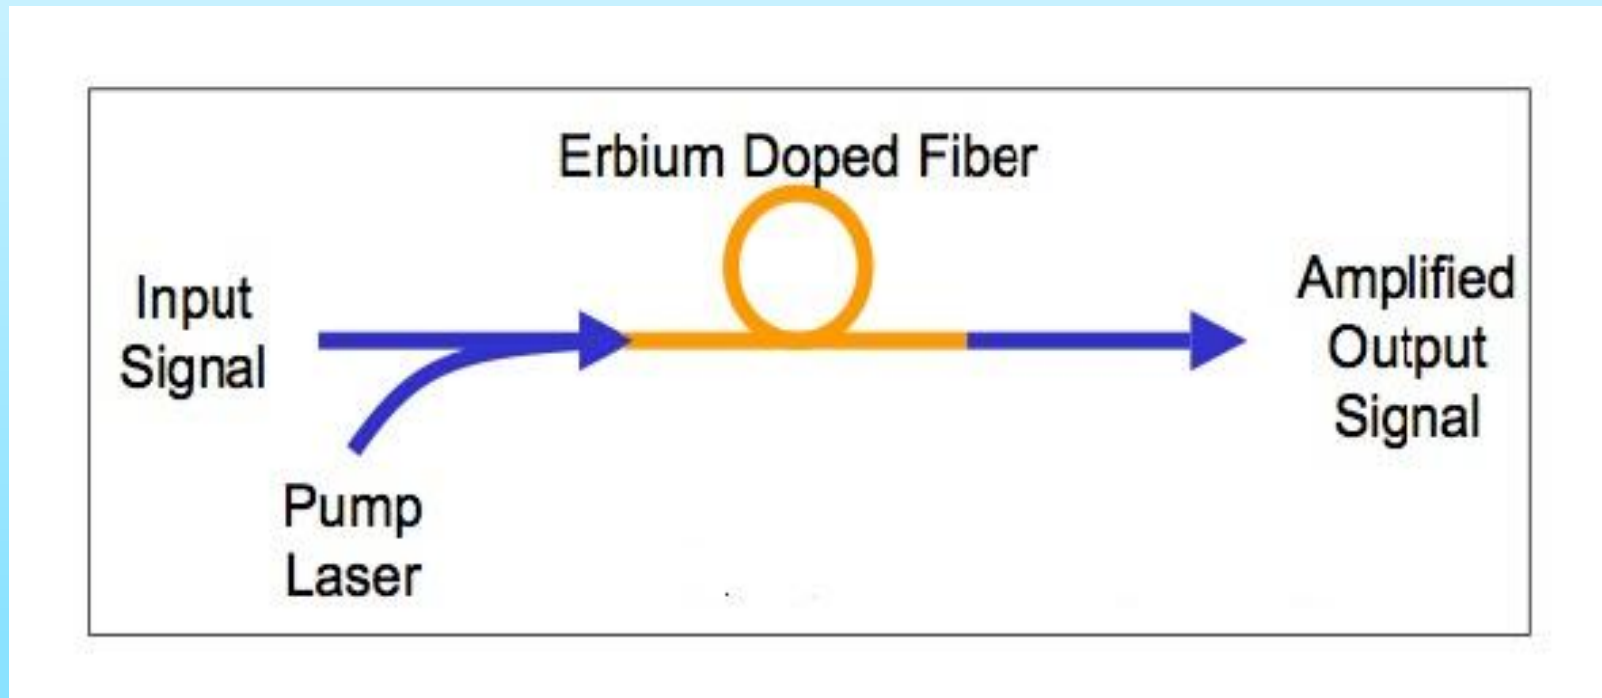 Erbium Doped Fiber
Input
Signal
Amplified
Output
Signal
Pump
Laser